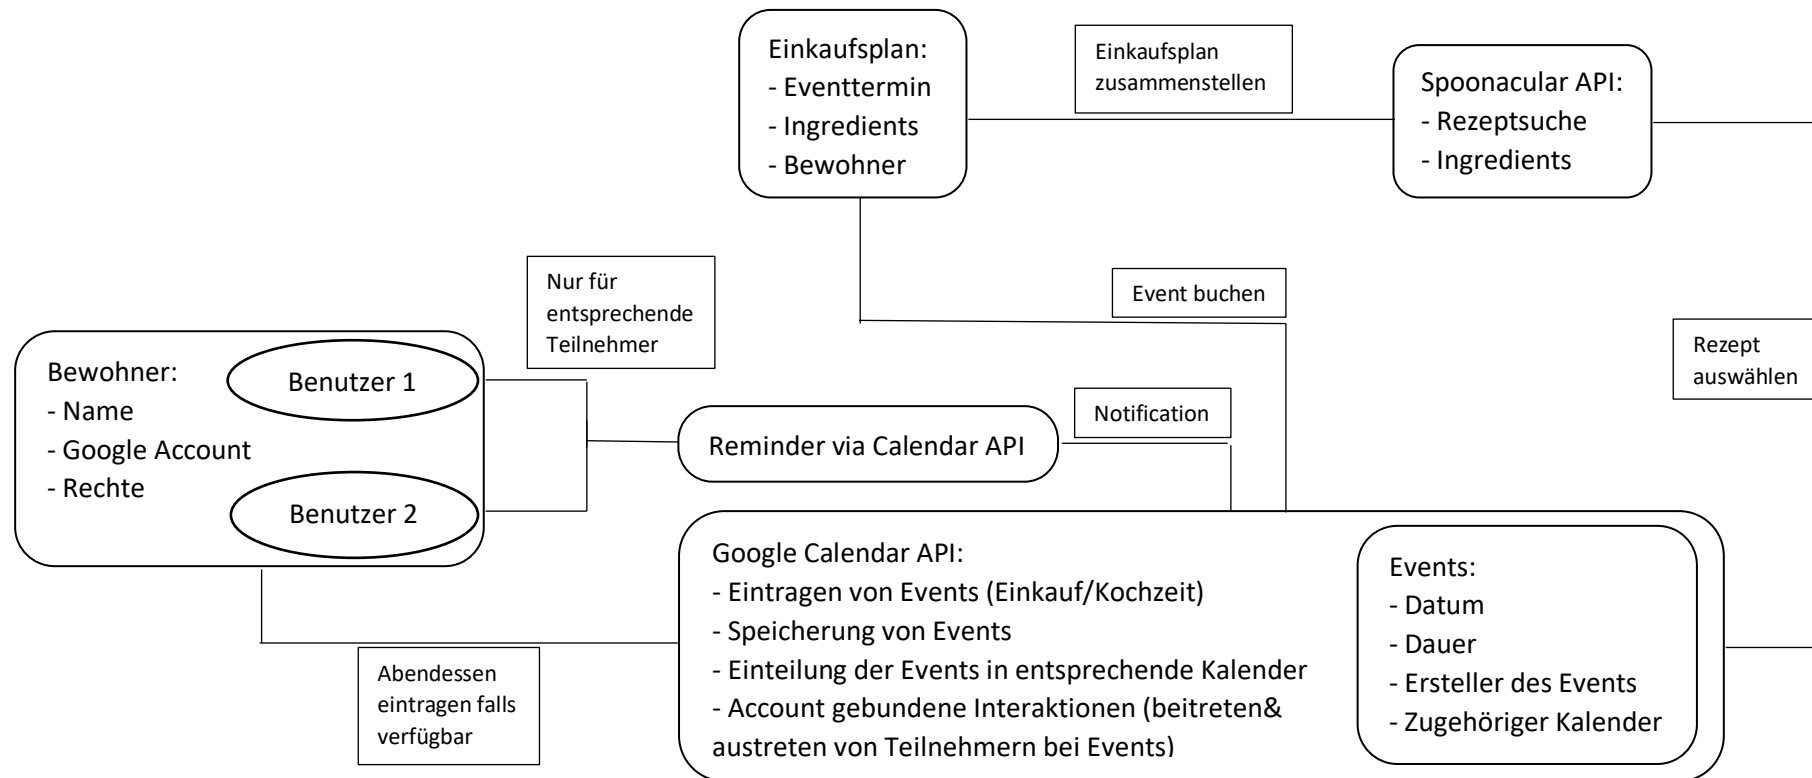 Einkaufsplan:
- Eventtermin
- Ingredients
- Bewohner
Einkaufsplan
zusammenstellen
Spoonacular API:
- Rezeptsuche
- Ingredients
Nur für
entsprechende
Teilnehmer
Event buchen
Rezept
auswählen
Bewohner:
- Name
- Google Account
- Rechte
Benutzer 1
Benutzer 2
Notification
Reminder via Calendar API
Abendessen
eintragen falls
verfügbar
Google Calendar API:
- Eintragen von Events (Einkauf/Kochzeit)
- Speicherung von Events
- Einteilung der Events in entsprechende Kalender
- Account gebundene Interaktionen (beitreten&
austreten von Teilnehmern bei Events)
Events:
- Datum
- Dauer
- Ersteller des Events
- Zugehöriger Kalender